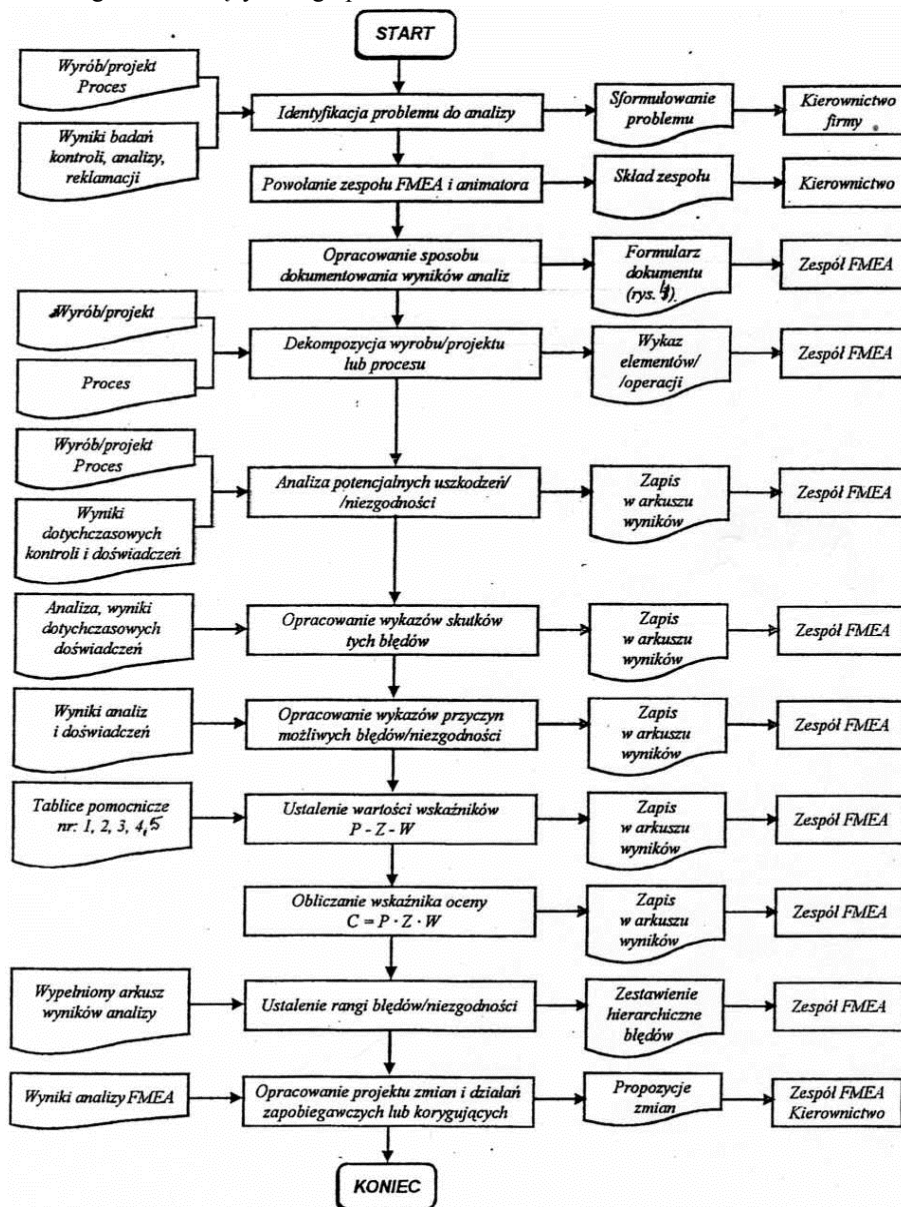 START
Wyrób/projekt
Proces
Wyniki badań
kontroli, analizy,
reklamacji
Identyfikacja problemu do analizy
Sformułowanie
problemu
Kierownictwo
firmy
Powołanie zespołu FMEA i animatora
Skład zespołu
Kierownictwo
Opracowanie sposobu
dokumentowania wyników analiz
Formularz
dokumentu
(rys. 4).
Zespół FMEA
Wyrób/projekt
Proces
Dekompozycja wyrobu/projektu
lub procesu
Wykaz
elementów/
/operacji
Zespół FMEA
Wyrób/projekt
Proces
Wyniki
dotychczasowych
kontroli i doświadczeń
Analiza potencjalnych uszkodzeń/
/niezgodności
Zapis
w arkuszu
wyników
Zespół FMEA
Analiza, wyniki
dotychczasowych
doświadczeń
Opracowanie wykazów skutków
tych błędów
Zapis
w arkuszu
wyników
Zespół FMEA
Wyniki analiz
i doświadczeń
Opracowanie wykazów przyczyn
możliwych błędów/niezgodności
Zapis
w arkuszu
wyników
Zespół FMEA
Tablice pomocnicze
nr: 1, 2, 3, 4, 5
Ustalenie wartości wskaźników
P - Z - W
Zapis
w arkuszu
wyników
Zespół FMEA
Obliczanie wskaźnika oceny
C = P · Z · W
Zapis
w arkuszu
wyników
Zespół FMEA
Wypełniony arkusz
wyników analizy
Ustalenie rangi błędów/niezgodności
Zestawienie
hierarchiczne
błędów
Zespół FMEA
Wyniki analizy FMEA
Opracowanie projektu zmian i działań
zapobiegawczych lub korygujących
Propozycje
zmian
Zespół FMEA
Kierownictwo
KONIEC